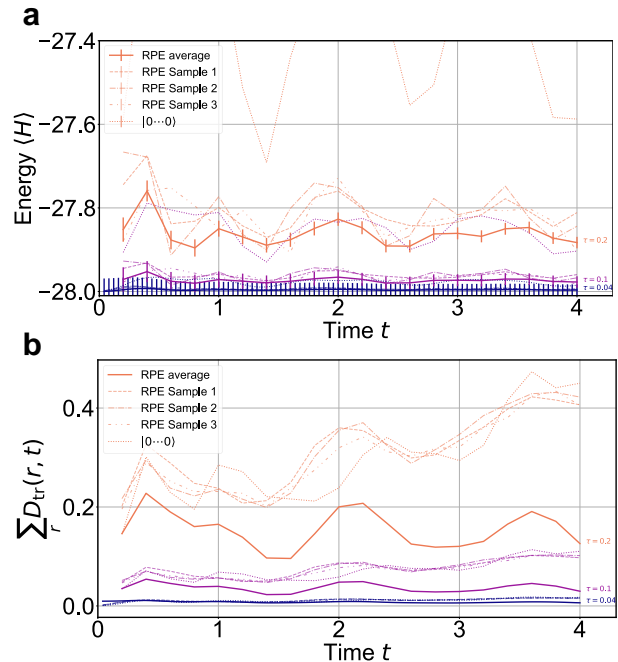 a
−27.4
−27.6
−27.8
−28.0
Energy ⟨H⟩
RPE average
RPE Sample 1
RPE Sample 2
RPE Sample 3
|0⋯0⟩
τ = 0.2
τ = 0.1
τ = 0.04
0
1
2
3
4
Time t
b
0.4
0.2
0.0
∑_r D_tr(r, t)
RPE average
RPE Sample 1
RPE Sample 2
RPE Sample 3
|0⋯0⟩
τ = 0.2
τ = 0.1
τ = 0.04
0
1
2
3
4
Time t